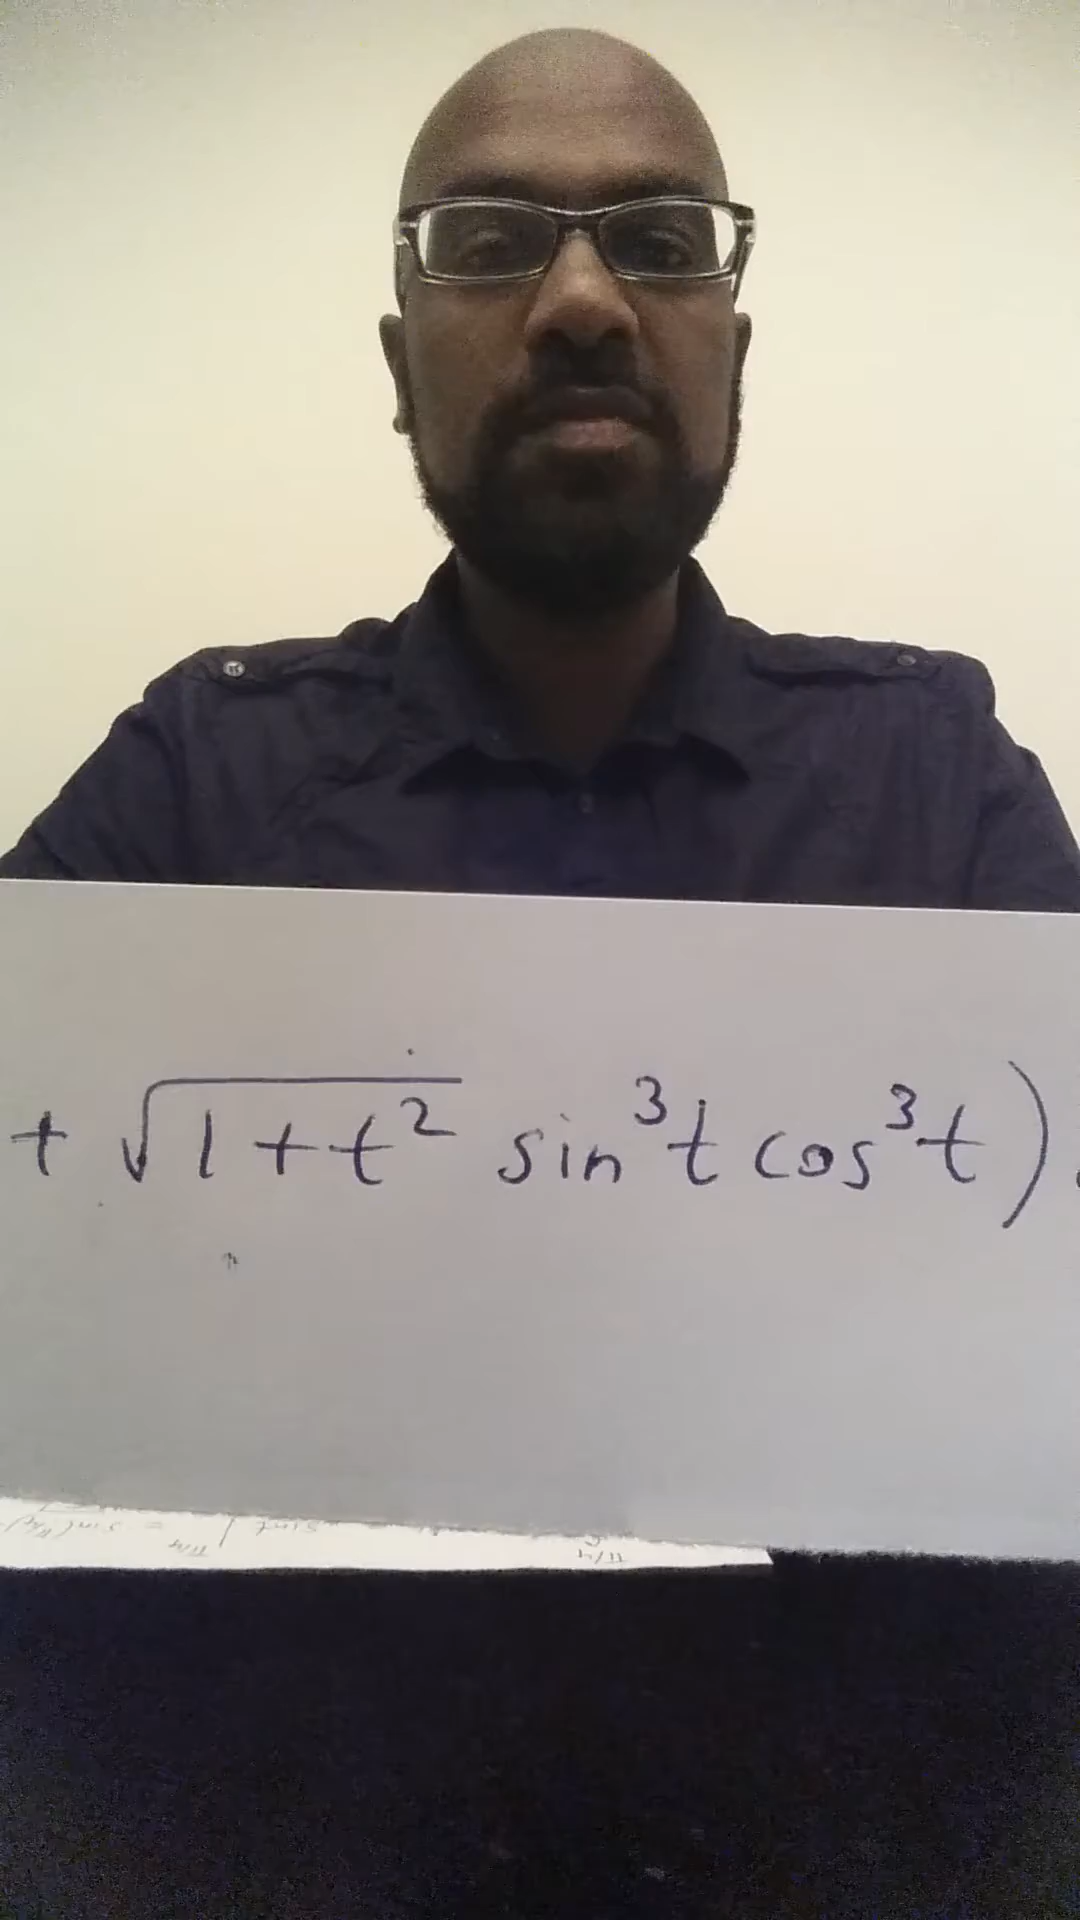 + √(1+t²) sin³t cos³t)